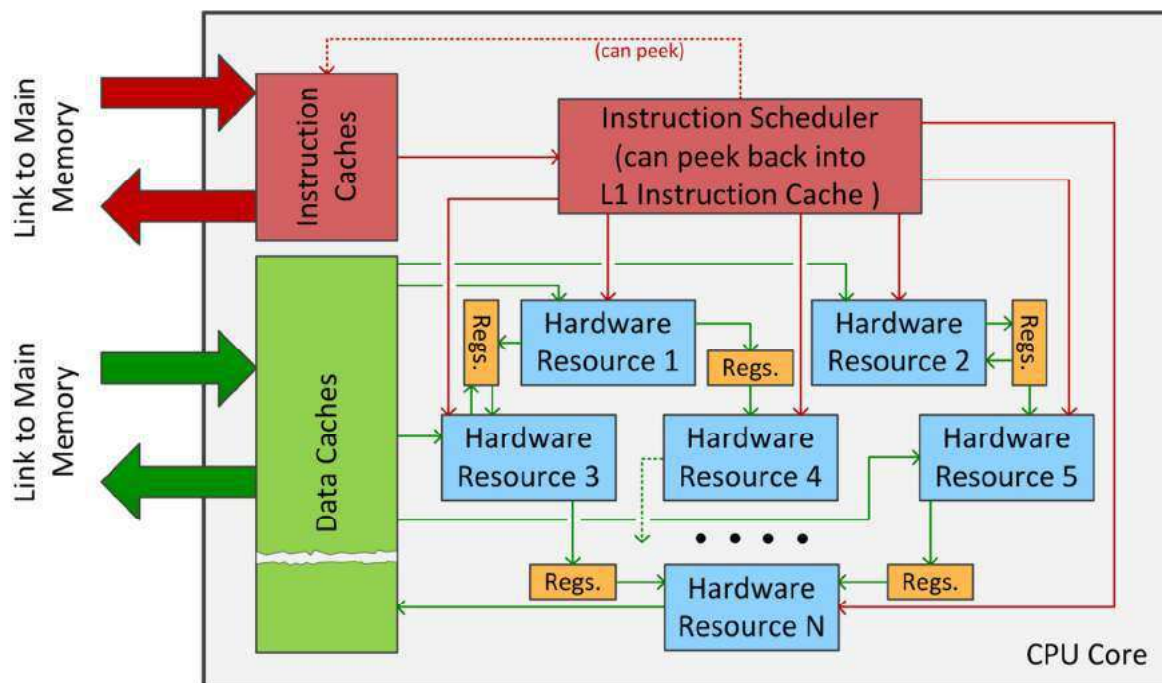 (can peek)
Link to Main
Memory
Instruction
Caches
Instruction Scheduler
(can peek back into
L1 Instruction Cache )
Link to Main
Memory
Data Caches
Regs.
Hardware
Resource 1
Regs.
Hardware
Resource 2
Regs.
Hardware
Resource 3
Hardware
Resource 4
Hardware
Resource 5
• • • •
Regs.
Hardware
Resource N
Regs.
CPU Core